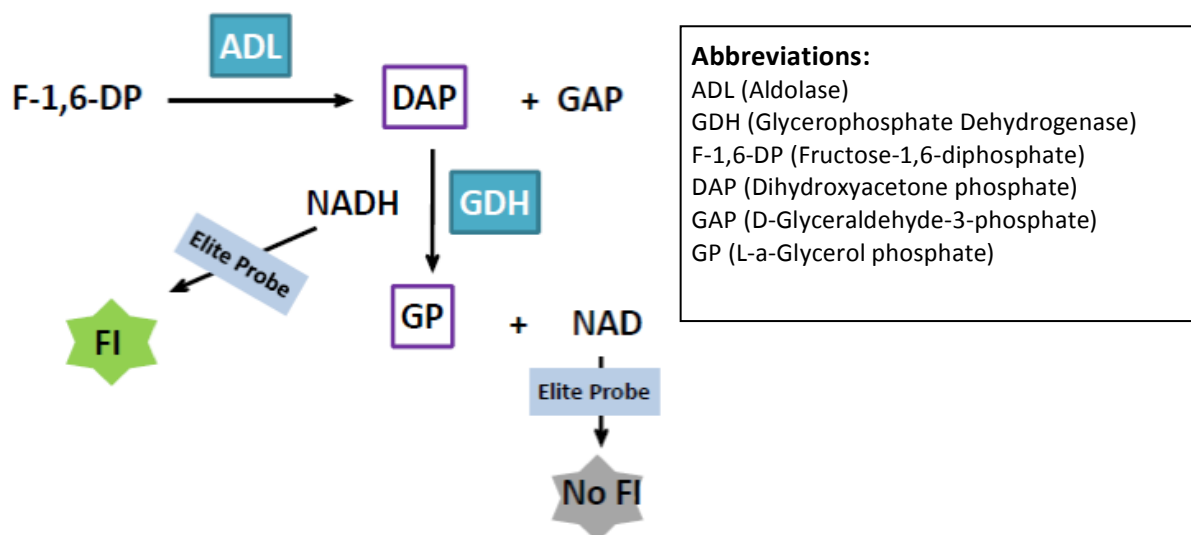 ADL
F-1,6-DP
DAP
+ GAP
NADH
GDH
Elite Probe
FI
GP
+
NAD
Elite Probe
No FI
Abbreviations:
ADL (Aldolase)
GDH (Glycerophosphate Dehydrogenase)
F-1,6-DP (Fructose-1,6-diphosphate)
DAP (Dihydroxyacetone phosphate)
GAP (D-Glyceraldehyde-3-phosphate)
GP (L-a-Glycerol phosphate)